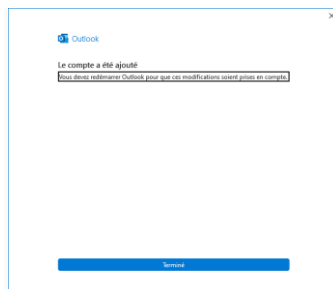 Outlook
Le compte a été ajouté
Vous devez redémarrer Outlook pour que ces modifications soient prises en compte.
Terminé